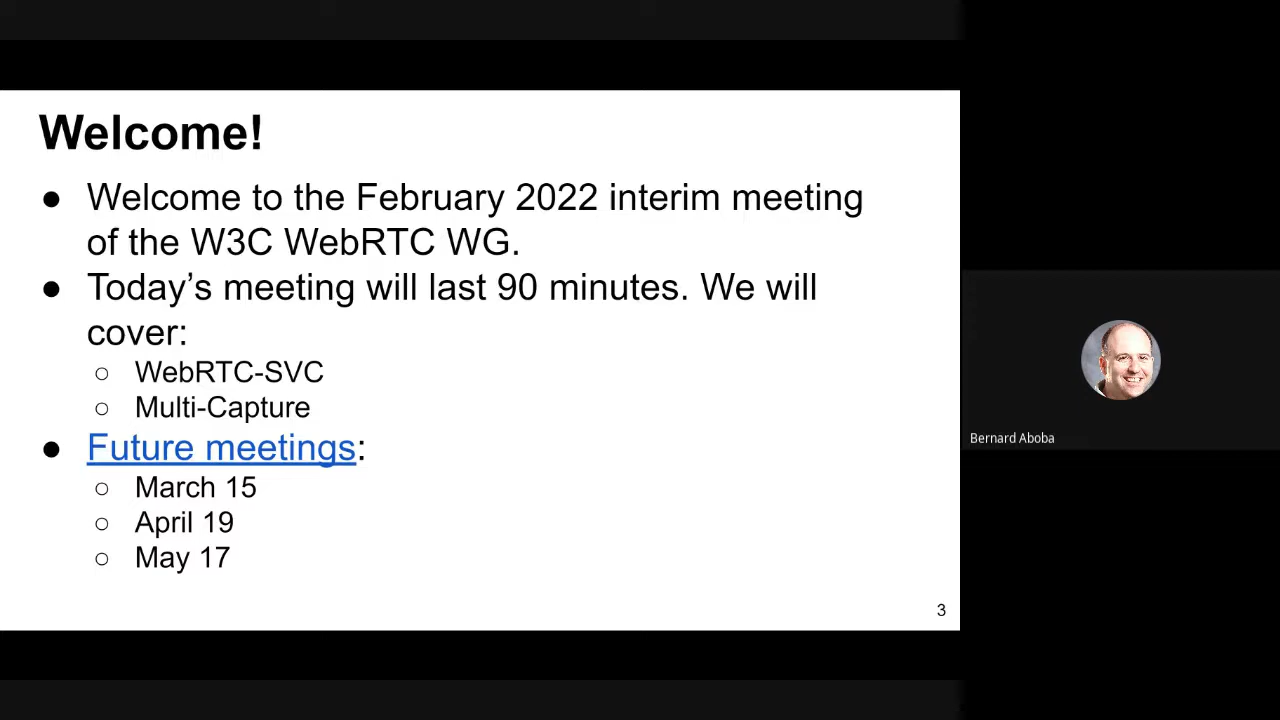 Welcome!
● Welcome to the February 2022 interim meeting
of the W3C WebRTC WG.
● Today’s meeting will last 90 minutes. We will
cover:
○ WebRTC-SVC
○ Multi-Capture
● Future meetings:
○ March 15
○ April 19
○ May 17
3
Bernard Aboba